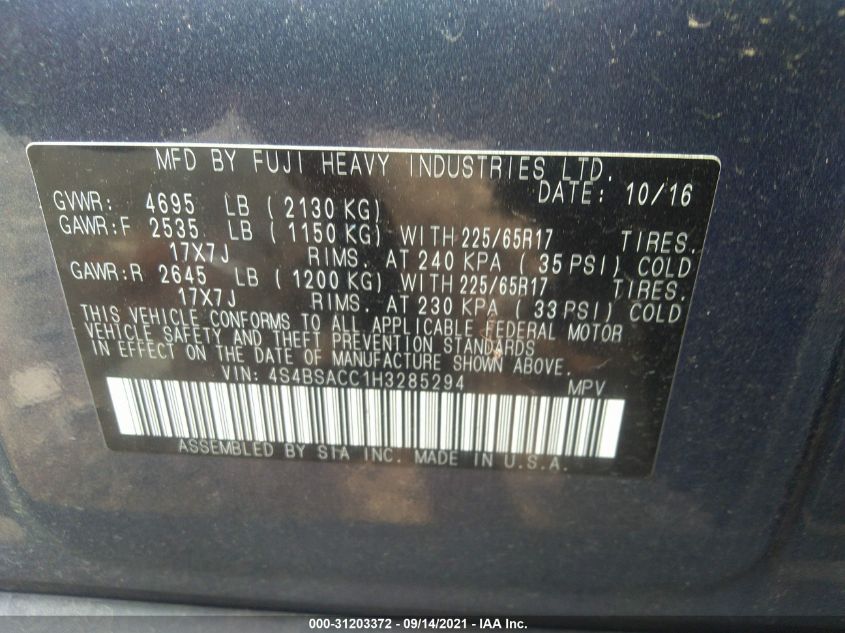 MFD BY FUJI HEAVY INDUSTRIES LTD.
DATE: 10/16
GVWR: 4695 LB ( 2130 KG)
GAWR:F 2535 LB ( 1150 KG) WITH 225/65R17 TIRES.
17X7J RIMS. AT 240 KPA ( 35 PSI) COLD
GAWR:R 2645 LB ( 1200 KG) WITH 225/65R17 TIRES.
17X7J RIMS. AT 230 KPA ( 33 PSI) COLD
THIS VEHICLE CONFORMS TO ALL APPLICABLE FEDERAL MOTOR
VEHICLE SAFETY AND THEFT PREVENTION STANDARDS
IN EFFECT ON THE DATE OF MANUFACTURE SHOWN ABOVE.
VIN: 4S4BSACC1H3285294 MPV
ASSEMBLED BY SIA INC. MADE IN U.S.A.
000-31203372 - 09/14/2021 - IAA Inc.